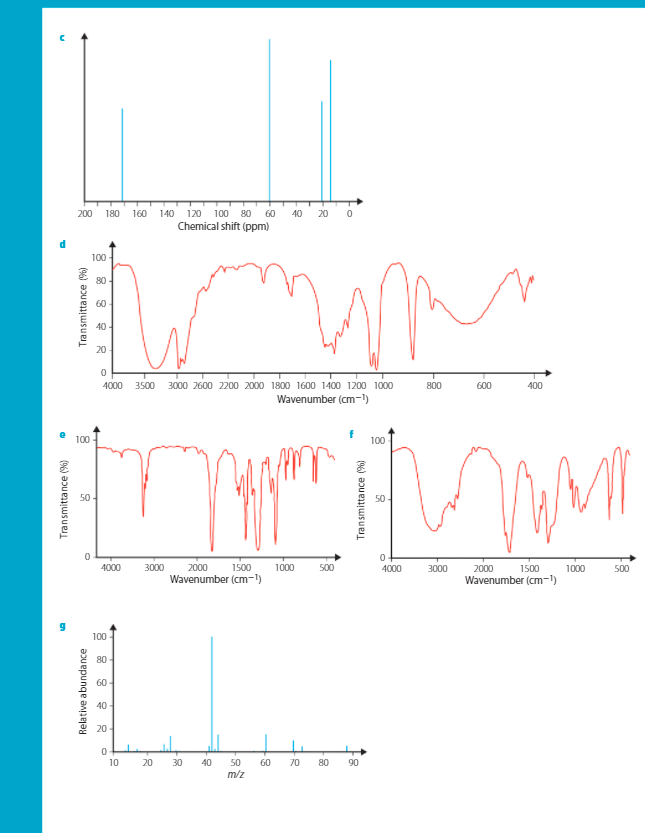 c
200 180 160 140 120 100 80 60 40 20 0
Chemical shift (ppm)
d
Transmittance (%)
100
80
60
40
20
0
4000 3500 3000 2600 2200 2000 1800 1600 1400 1200 1000 800 600 400
Wavenumber (cm⁻¹)
e
Transmittance (%)
100
50
0
4000 3000 2000 1500 1000 500
Wavenumber (cm⁻¹)
f
Transmittance (%)
100
50
0
4000 3000 2000 1500 1000 500
Wavenumber (cm⁻¹)
g
Relative abundance
100
80
60
40
20
0
10 20 30 40 50 60 70 80 90
m/z